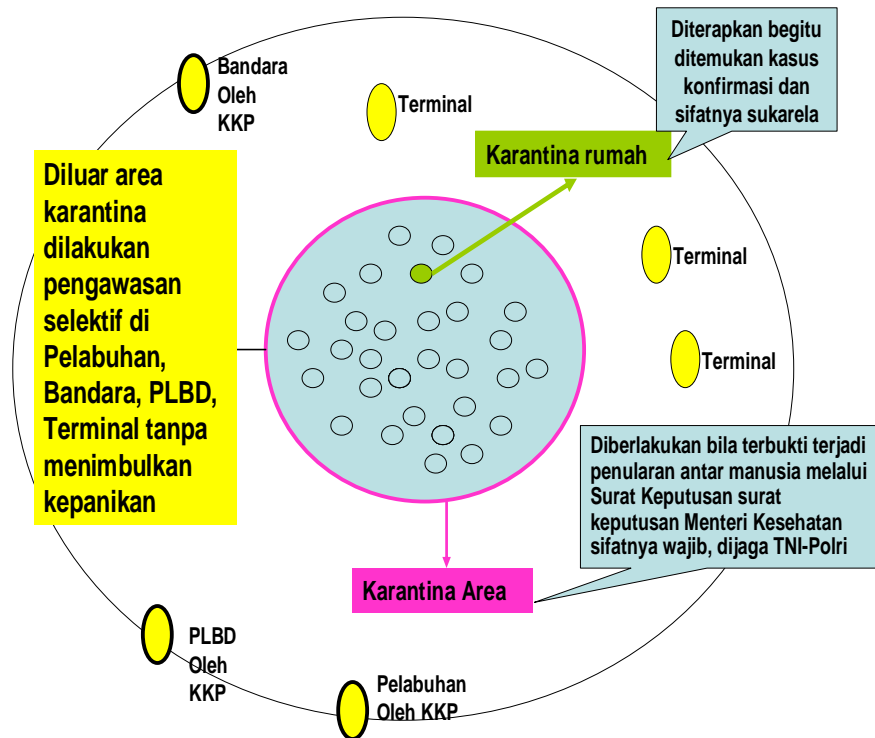 Bandara
Oleh
KKP
Terminal
Diterapkan begitu
ditemukan kasus
konfirmasi dan
sifatnya sukarela
Karantina rumah
Diluar area
karantina
dilakukan
pengawasan
selektif di
Pelabuhan,
Bandara, PLBD,
Terminal tanpa
menimbulkan
kepanikan
Terminal
Terminal
Diberlakukan bila terbukti terjadi
penularan antar manusia melalui
Surat Keputusan surat
keputusan Menteri Kesehatan
sifatnya wajib, dijaga TNI-Polri
Karantina Area
PLBD
Oleh
KKP
Pelabuhan
Oleh KKP